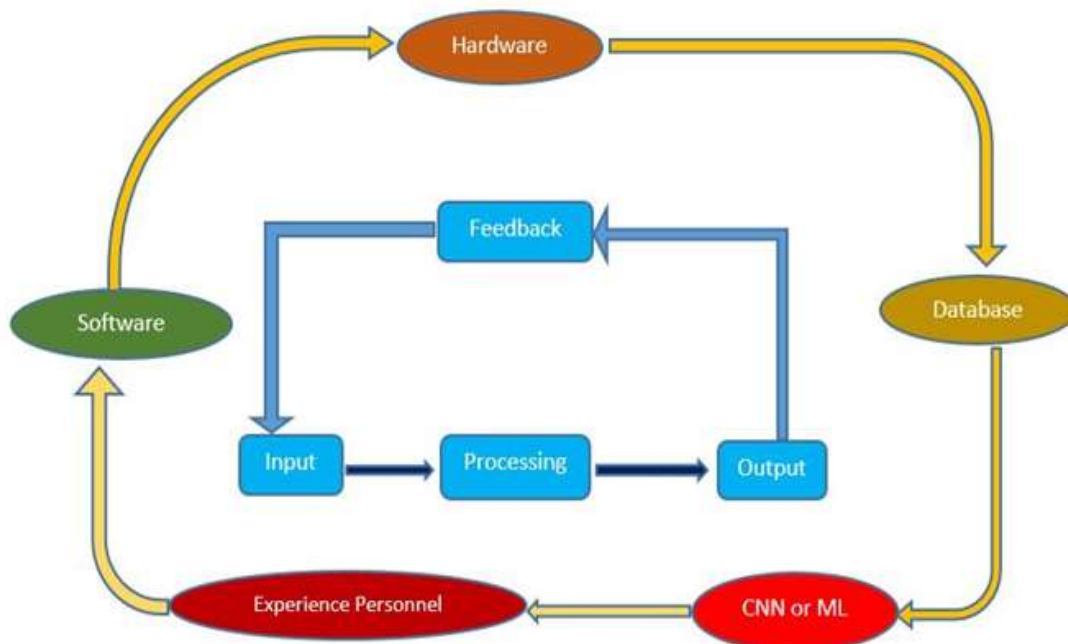 Hardware
Feedback
Software
Database
Input
Processing
Output
Experience Personnel
CNN or ML